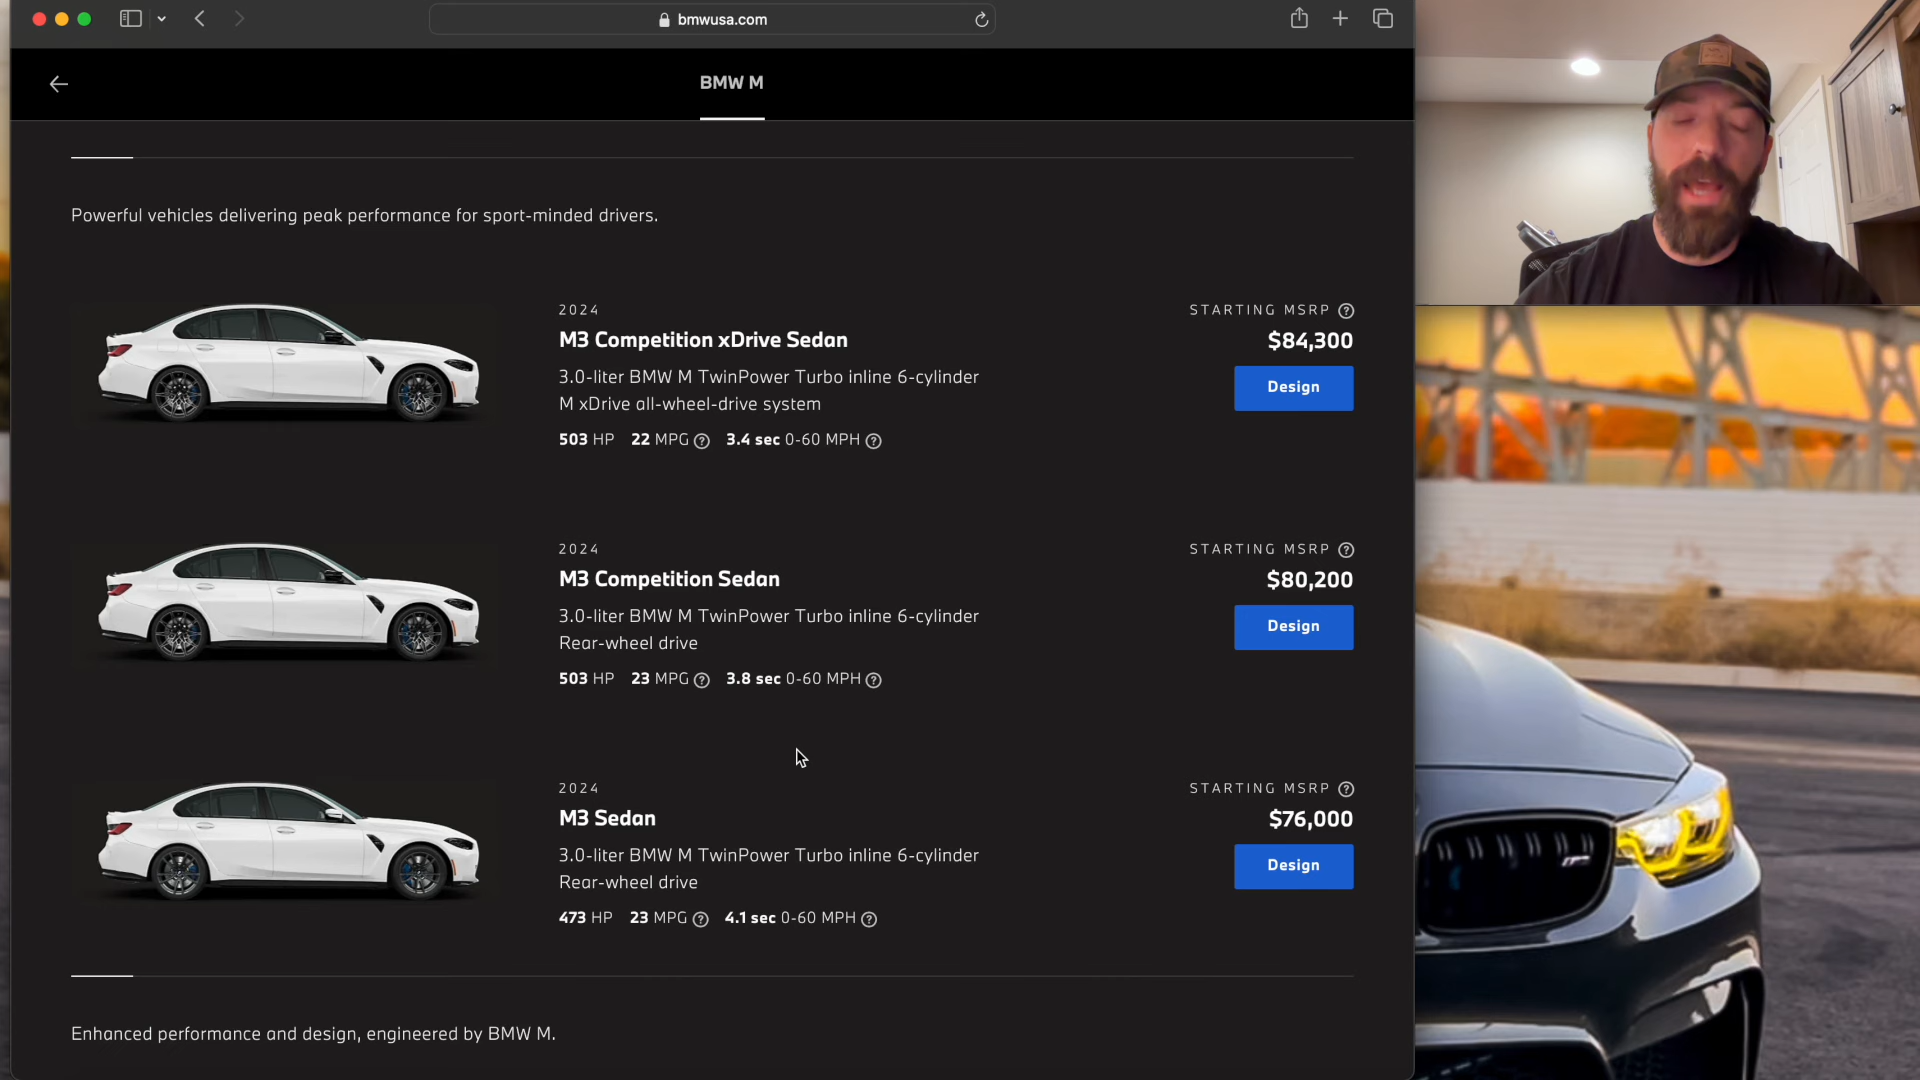 bmwusa.com
BMW M
Powerful vehicles delivering peak performance for sport-minded drivers.
2024
M3 Competition xDrive Sedan
3.0-liter BMW M TwinPower Turbo inline 6-cylinder
M xDrive all-wheel-drive system
503 HP 22 MPG ? 3.4 sec 0-60 MPH ?
STARTING MSRP ?
$84,300
Design
2024
M3 Competition Sedan
3.0-liter BMW M TwinPower Turbo inline 6-cylinder
Rear-wheel drive
503 HP 23 MPG ? 3.8 sec 0-60 MPH ?
STARTING MSRP ?
$80,200
Design
2024
M3 Sedan
3.0-liter BMW M TwinPower Turbo inline 6-cylinder
Rear-wheel drive
473 HP 23 MPG ? 4.1 sec 0-60 MPH ?
STARTING MSRP ?
$76,000
Design
Enhanced performance and design, engineered by BMW M.